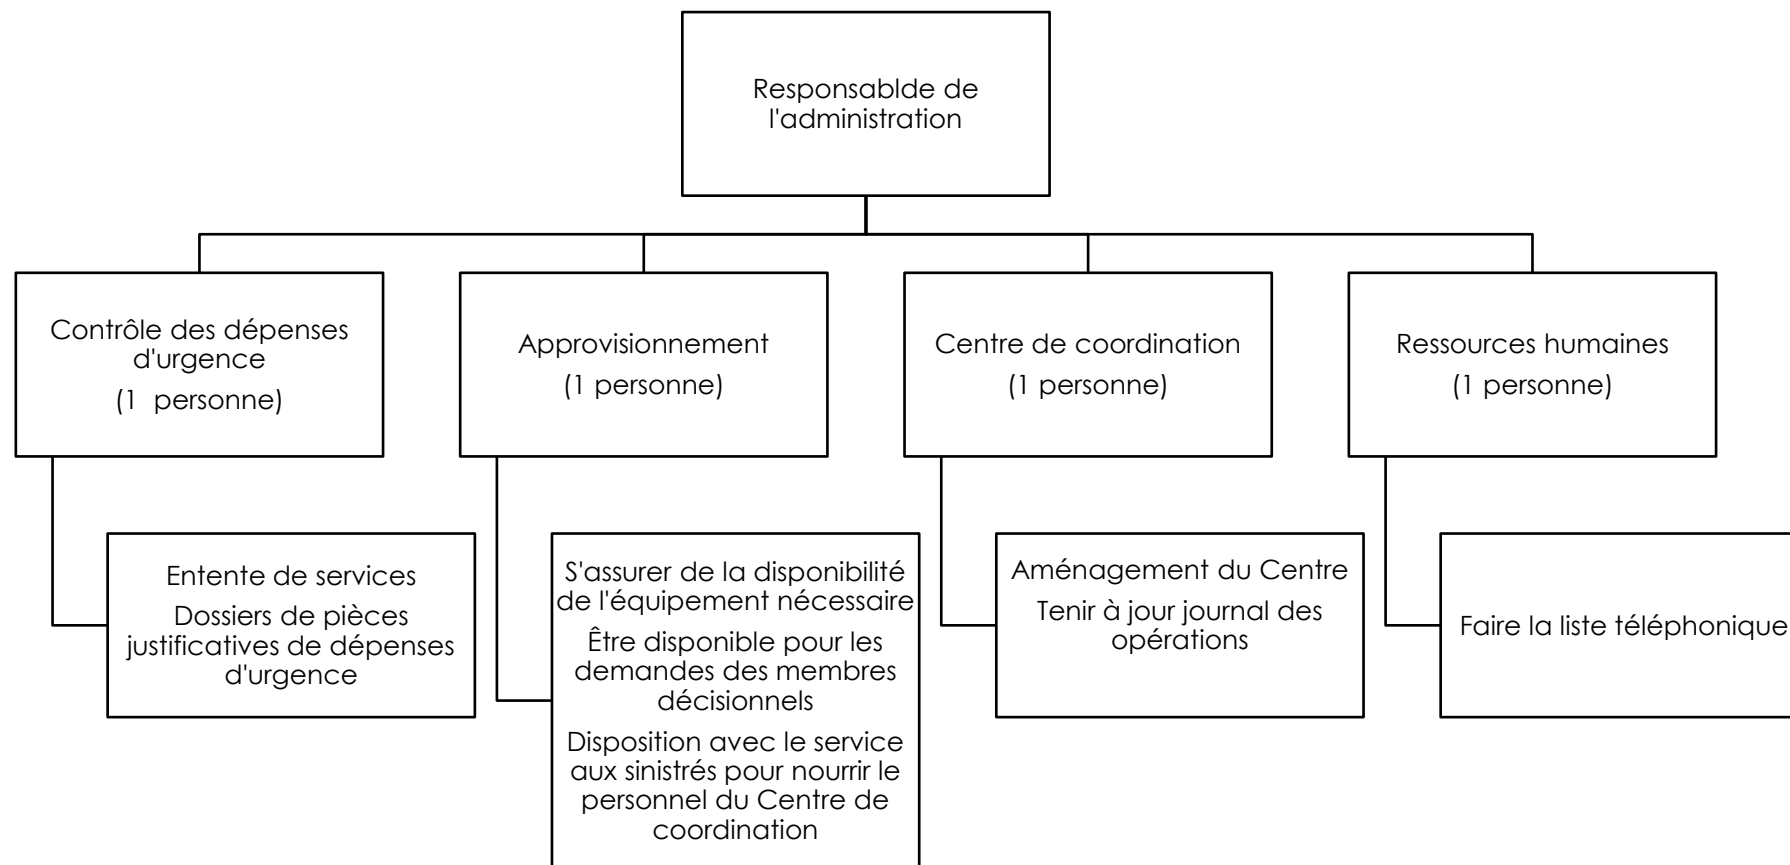 Responsablde de
l'administration
Contrôle des dépenses
d'urgence
(1  personne)
Approvisionnement
(1 personne)
Centre de coordination
(1 personne)
Ressources humaines
(1 personne)
Entente de services
Dossiers de pièces
justificatives de dépenses
d'urgence
S'assurer de la disponibilité
de l'équipement nécessaire
Être disponible pour les
demandes des membres
décisionnels
Disposition avec le service
aux sinistrés pour nourrir le
personnel du Centre de
coordination
Aménagement du Centre
Tenir à jour journal des
opérations
Faire la liste téléphonique